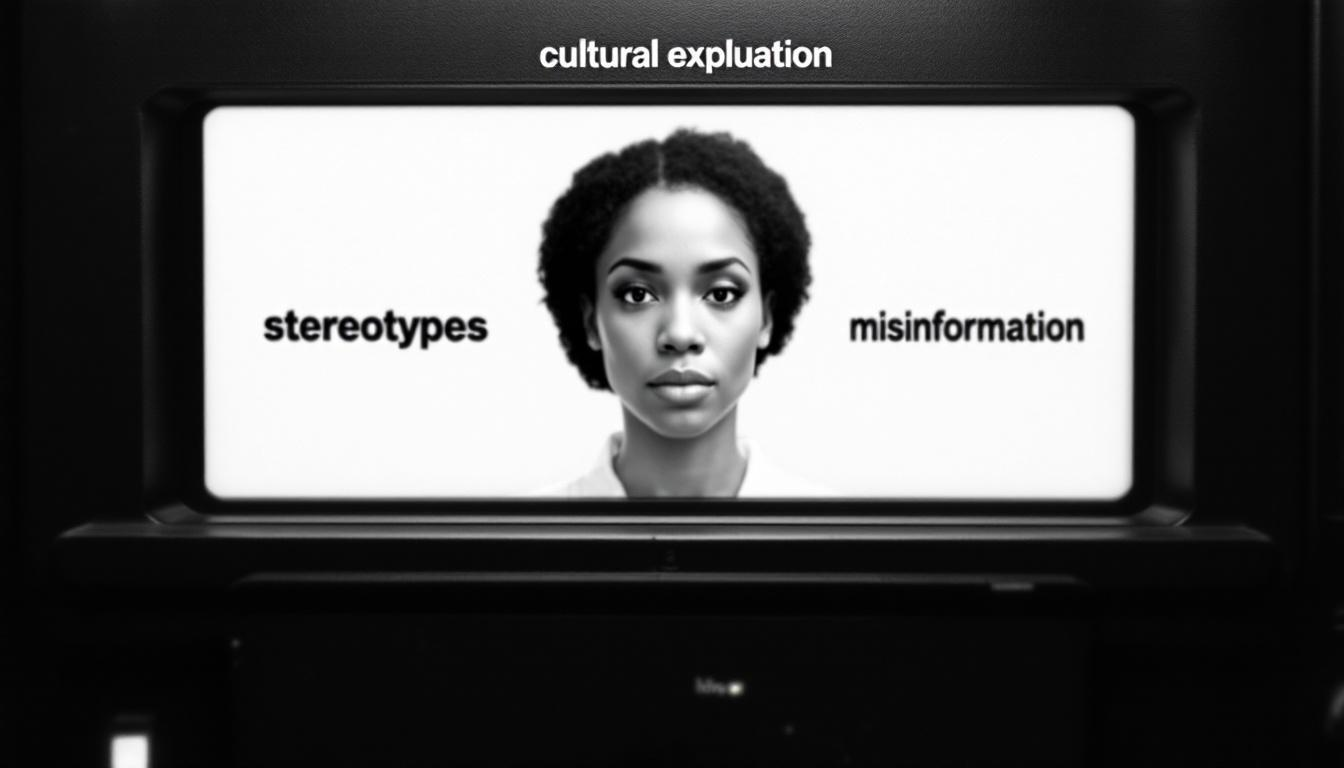 cultural expluation
stereotypes
misinformation